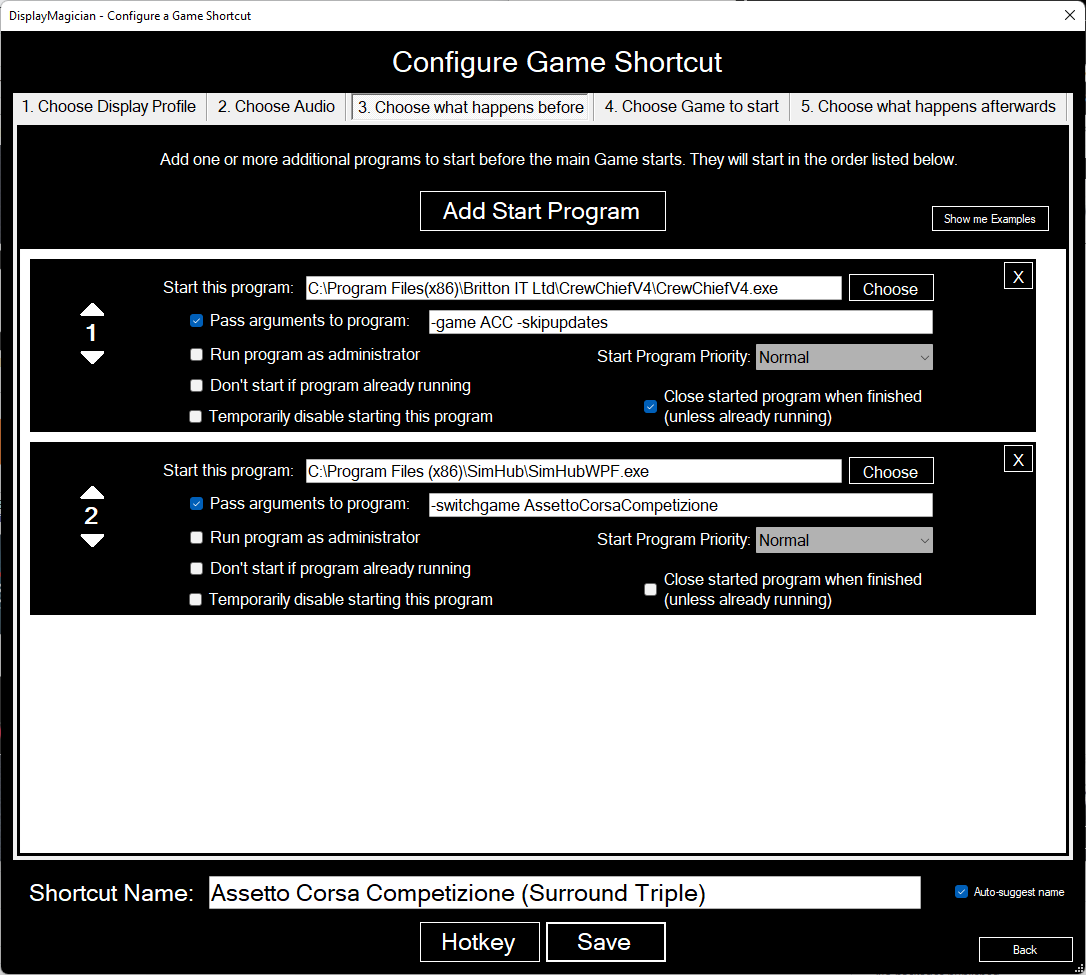 DisplayMagician - Configure a Game Shortcut
Configure Game Shortcut
1. Choose Display Profile 2. Choose Audio 3. Choose what happens before 4. Choose Game to start 5. Choose what happens afterwards
Add one or more additional programs to start before the main Game starts. They will start in the order listed below.
Add Start Program
Show me Examples
Start this program: C:\Program Files(x86)\Britton IT Ltd\CrewChiefV4\CrewChiefV4.exe Choose X
1
Pass arguments to program: -game ACC -skipupdates
Run program as administrator Start Program Priority: Normal
Don't start if program already running
Close started program when finished
(unless already running)
Temporarily disable starting this program
Start this program: C:\Program Files (x86)\SimHub\SimHubWPF.exe Choose X
2
Pass arguments to program: -switchgame AssettoCorsaCompetizione
Run program as administrator Start Program Priority: Normal
Don't start if program already running
Close started program when finished
(unless already running)
Temporarily disable starting this program
Shortcut Name: Assetto Corsa Competizione (Surround Triple) Auto-suggest name
Hotkey Save
Back